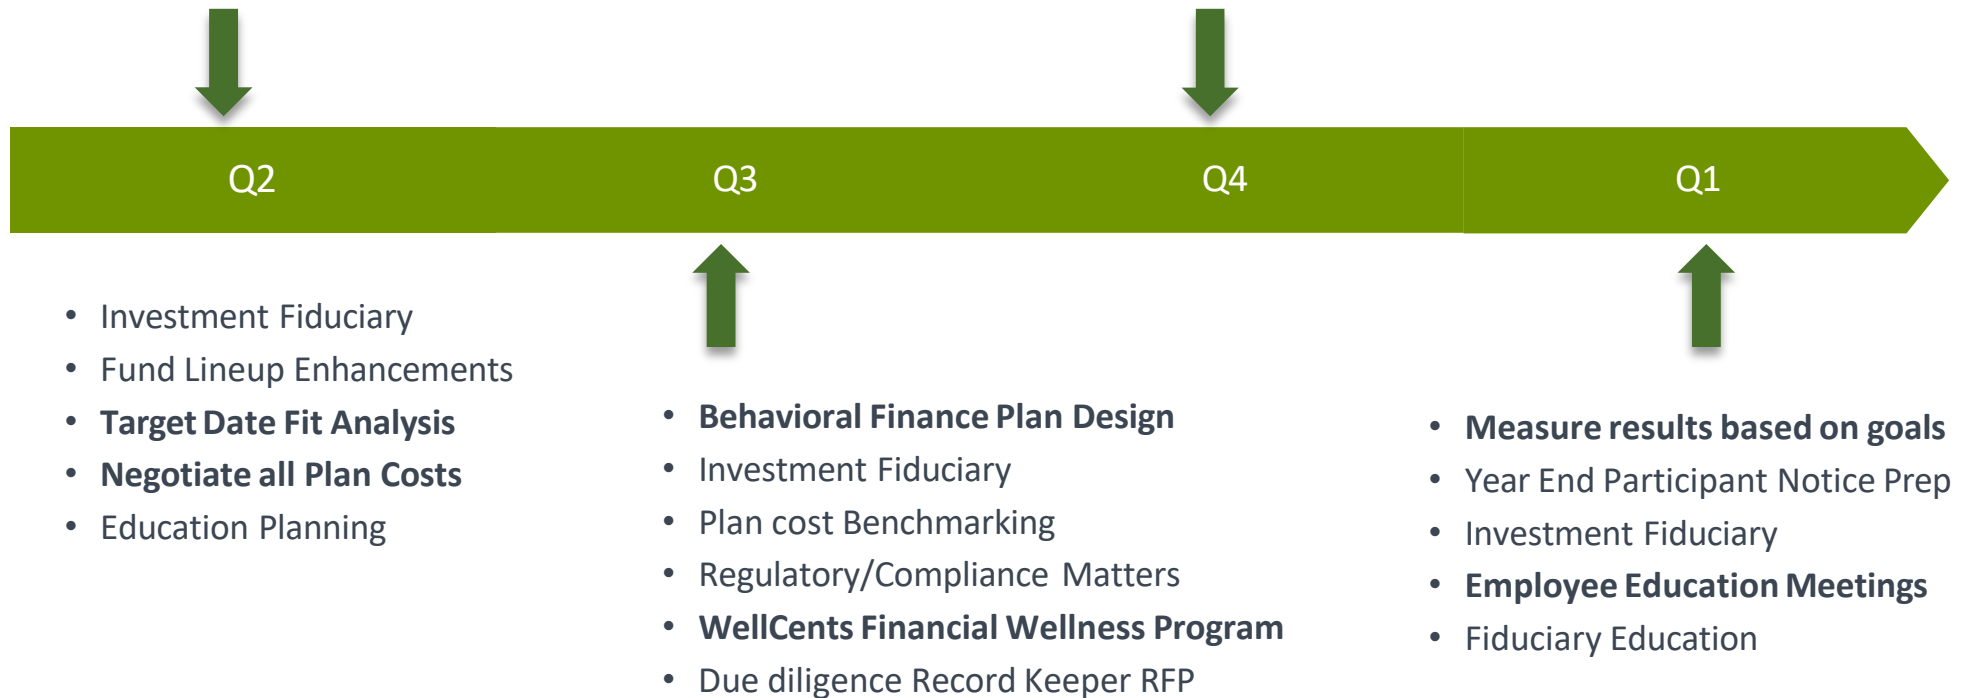 Q2
Q3
Q4
Q1
• Investment Fiduciary
• Fund Lineup Enhancements
• Target Date Fit Analysis
• Negotiate all Plan Costs
• Education Planning
• Behavioral Finance Plan Design
• Investment Fiduciary
• Plan cost Benchmarking
• Regulatory/Compliance Matters
• WellCents Financial Wellness Program
• Due diligence Record Keeper RFP
• Measure results based on goals
• Year End Participant Notice Prep
• Investment Fiduciary
• Employee Education Meetings
• Fiduciary Education